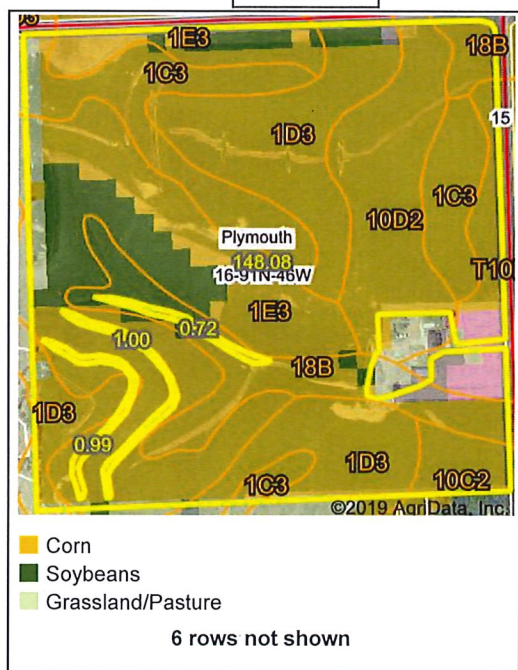 1E3
18B
1C3
15
1D3
1C3
10D2
Plymouth
148.08
16-91N-46W
T10
1E3
0.72
1.00
18B
1D3
0.99
1D3
1C3
10C2
©2019 AgriData, Inc.
Corn
Soybeans
Grassland/Pasture
6 rows not shown